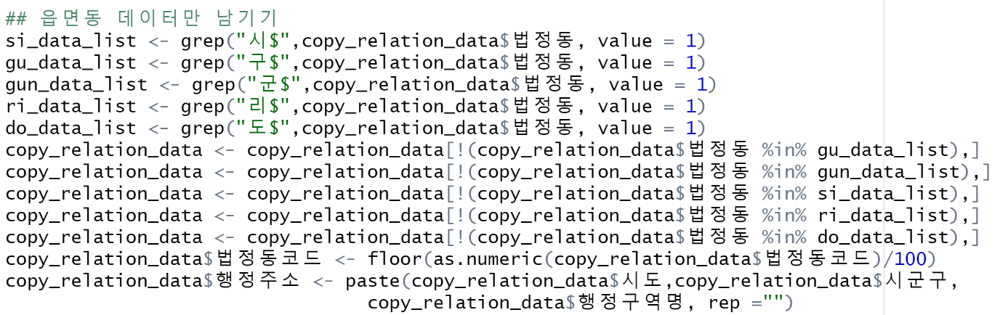 ## 읍면동 데이터만 남기기
si_data_list <- grep("시$",copy_relation_data$법정동, value = 1)
gu_data_list <- grep("구$",copy_relation_data$법정동, value = 1)
gun_data_list <- grep("군$",copy_relation_data$법정동, value = 1)
ri_data_list <- grep("리$",copy_relation_data$법정동, value = 1)
do_data_list <- grep("도$",copy_relation_data$법정동, value = 1)
copy_relation_data <- copy_relation_data[!(copy_relation_data$법정동 %in% gu_data_list),]
copy_relation_data <- copy_relation_data[!(copy_relation_data$법정동 %in% gun_data_list),]
copy_relation_data <- copy_relation_data[!(copy_relation_data$법정동 %in% si_data_list),]
copy_relation_data <- copy_relation_data[!(copy_relation_data$법정동 %in% ri_data_list),]
copy_relation_data <- copy_relation_data[!(copy_relation_data$법정동 %in% do_data_list),]
copy_relation_data$법정동코드 <- floor(as.numeric(copy_relation_data$법정동코드)/100)
copy_relation_data$행정주소 <- paste(copy_relation_data$시도,copy_relation_data$시군구,
copy_relation_data$행정구역명, rep ="")